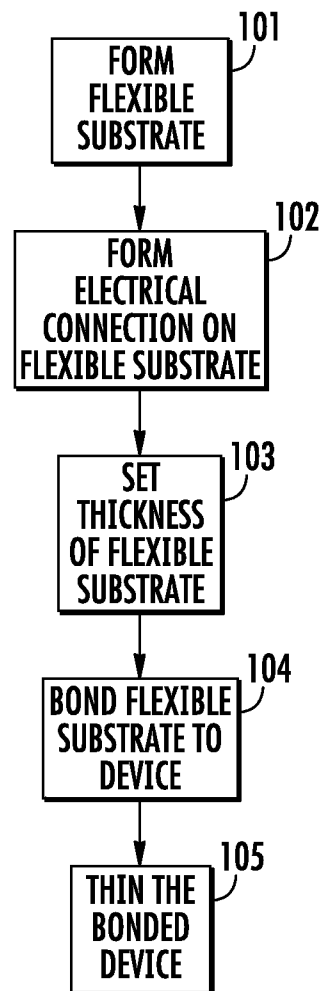 101
FORM
FLEXIBLE
SUBSTRATE
102
FORM
ELECTRICAL
CONNECTION ON
FLEXIBLE SUBSTRATE
103
SET
THICKNESS
OF FLEXIBLE
SUBSTRATE
104
BOND FLEXIBLE
SUBSTRATE TO
DEVICE
105
THIN THE
BONDED
DEVICE